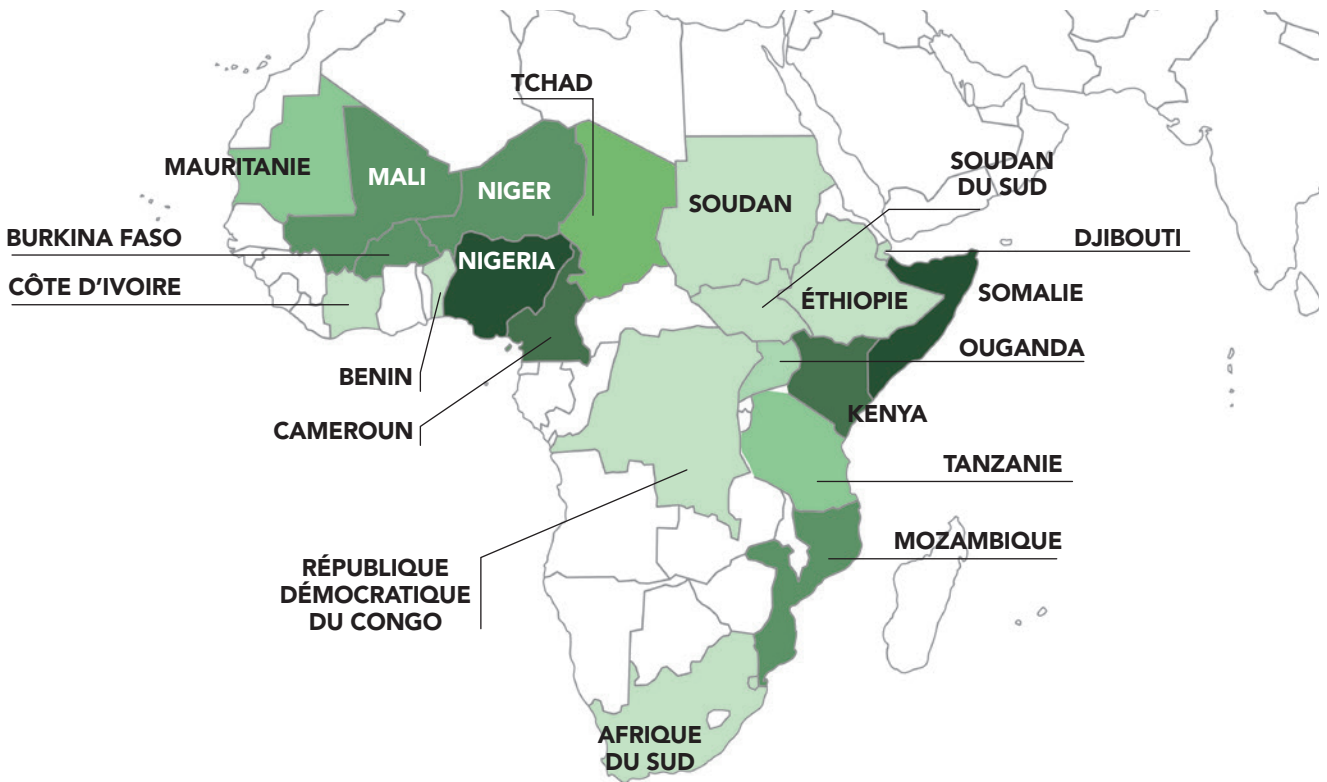 TCHAD
MAURITANIE
MALI
NIGER
SOUDAN
SOUDAN
DU SUD
BURKINA FASO
DJIBOUTI
NIGERIA
CÔTE D’IVOIRE
ÉTHIOPIE
SOMALIE
OUGANDA
BENIN
KENYA
CAMEROUN
TANZANIE
MOZAMBIQUE
RÉPUBLIQUE
DÉMOCRATIQUE
DU CONGO
AFRIQUE
DU SUD